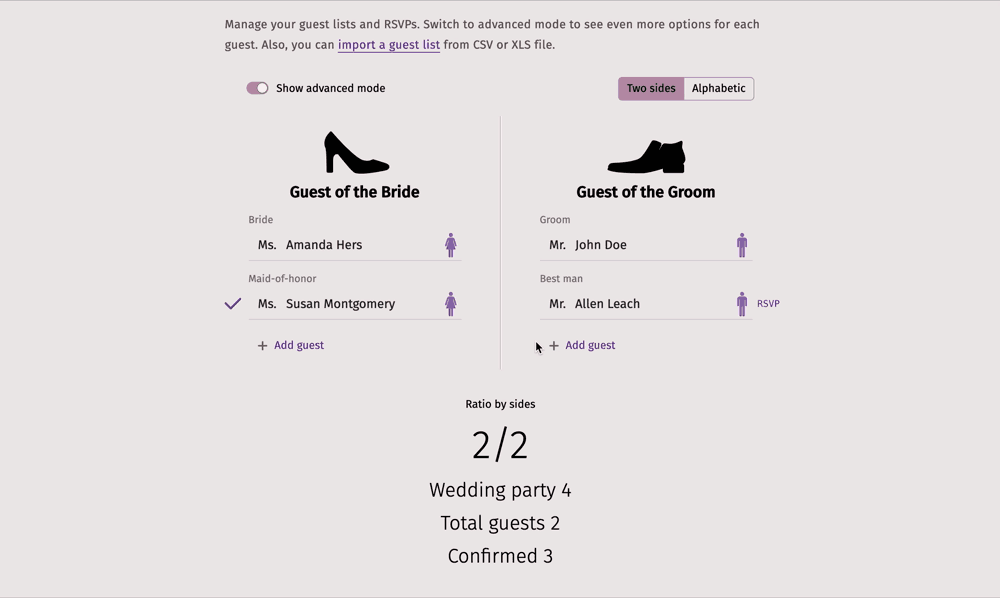 Manage your guest lists and RSVPs. Switch to advanced mode to see even more options for each
guest. Also, you can import a guest list from CSV or XLS file.
Show advanced mode
Two sides Alphabetic
Guest of the Bride
Bride
Ms. Amanda Hers
Maid-of-honor
Ms. Susan Montgomery
+ Add guest
Guest of the Groom
Groom
Mr. John Doe
Best man
Mr. Allen Leach RSVP
+ Add guest
Ratio by sides
2/2
Wedding party 4
Total guests 2
Confirmed 3